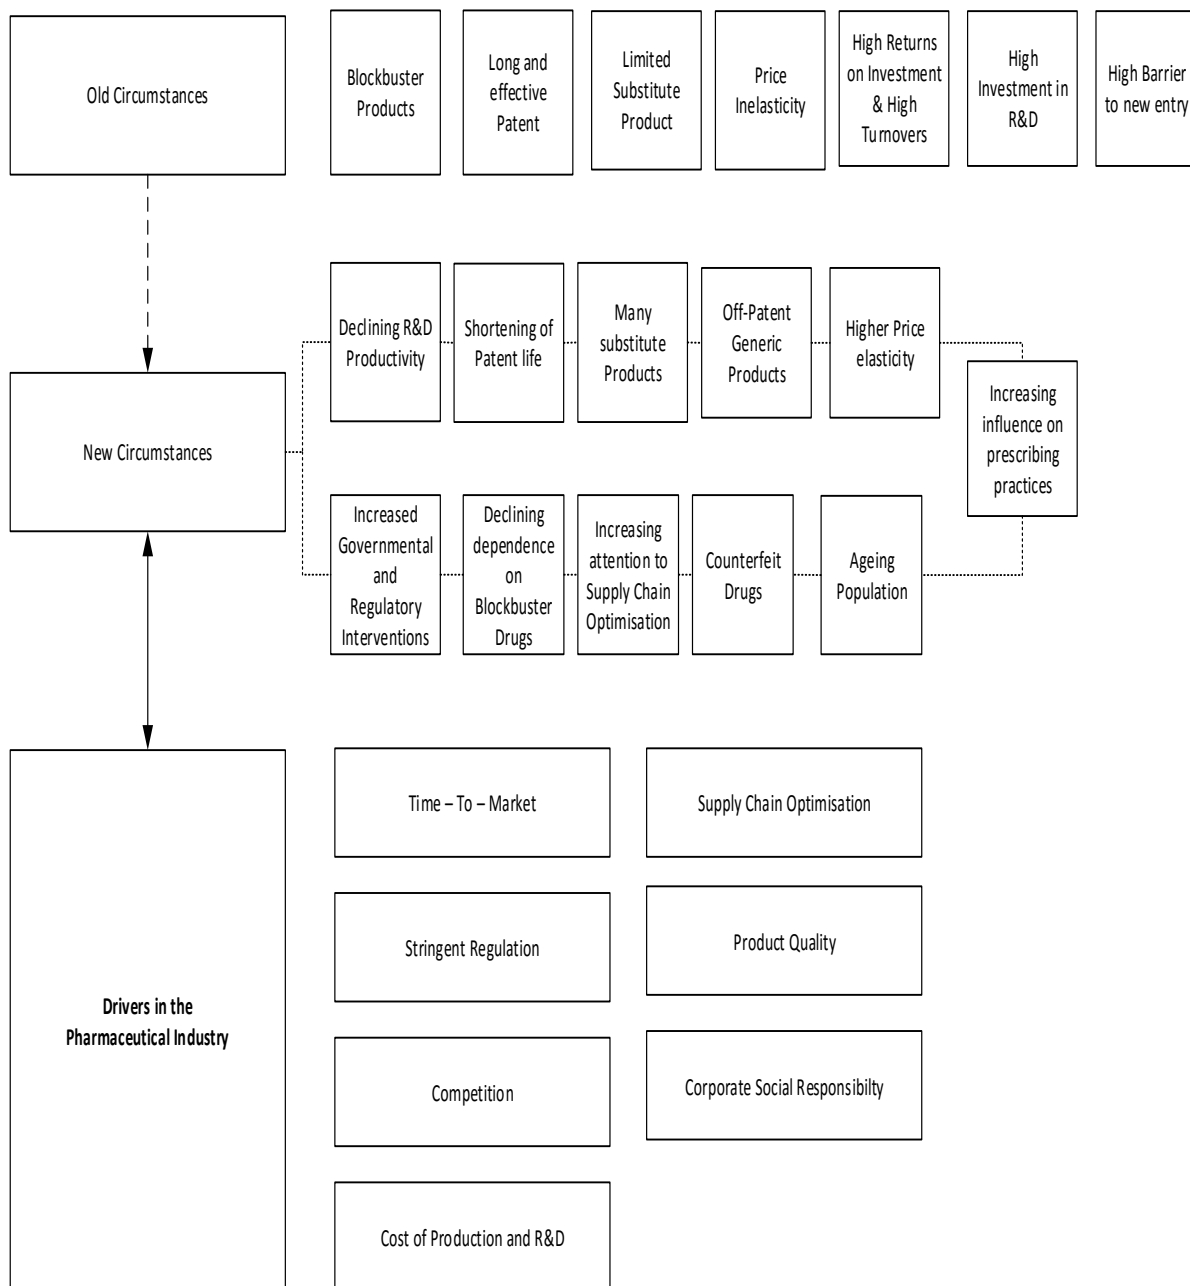 Old Circumstances
Blockbuster
Products
Long and
effective
Patent
Limited
Substitute
Product
Price
Inelasticity
High Returns
on Investment
& High
Turnovers
High
Investment in
R&D
High Barrier
to new entry
New Circumstances
Declining R&D
Productivity
Shortening of
Patent life
Many
substitute
Products
Off-Patent
Generic
Products
Higher Price
elasticity
Increasing
influence on
prescribing
practices
Increased
Governmental
and
Regulatory
Interventions
Declining
dependence
on
Blockbuster
Drugs
Increasing
attention to
Supply Chain
Optimisation
Counterfeit
Drugs
Ageing
Population
Drivers in the
Pharmaceutical Industry
Time – To – Market
Supply Chain Optimisation
Stringent Regulation
Product Quality
Competition
Corporate Social Responsibilty
Cost of Production and R&D